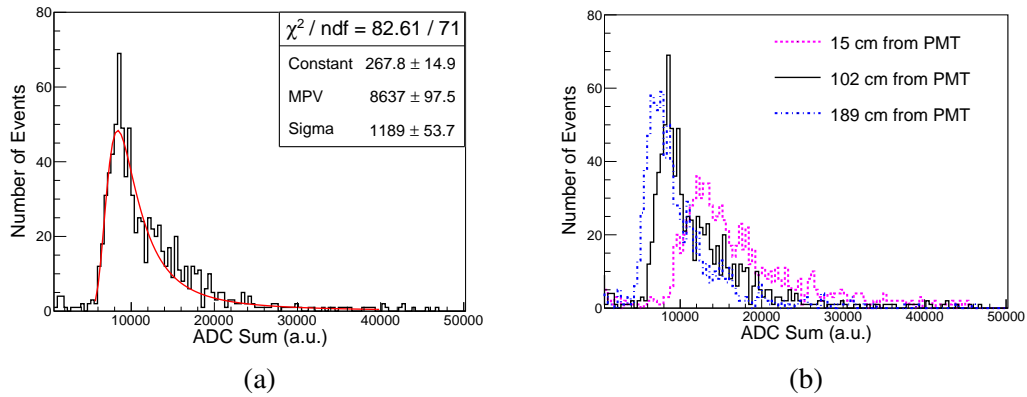 χ² / ndf = 82.61 / 71
Constant 267.8 ± 14.9
MPV 8637 ± 97.5
Sigma 1189 ± 53.7
Number of Events
80
60
40
20
0
10000 20000 30000 40000 50000
ADC Sum (a.u.)
(a)
15 cm from PMT
102 cm from PMT
189 cm from PMT
Number of Events
80
60
40
20
0
10000 20000 30000 40000 50000
ADC Sum (a.u.)
(b)